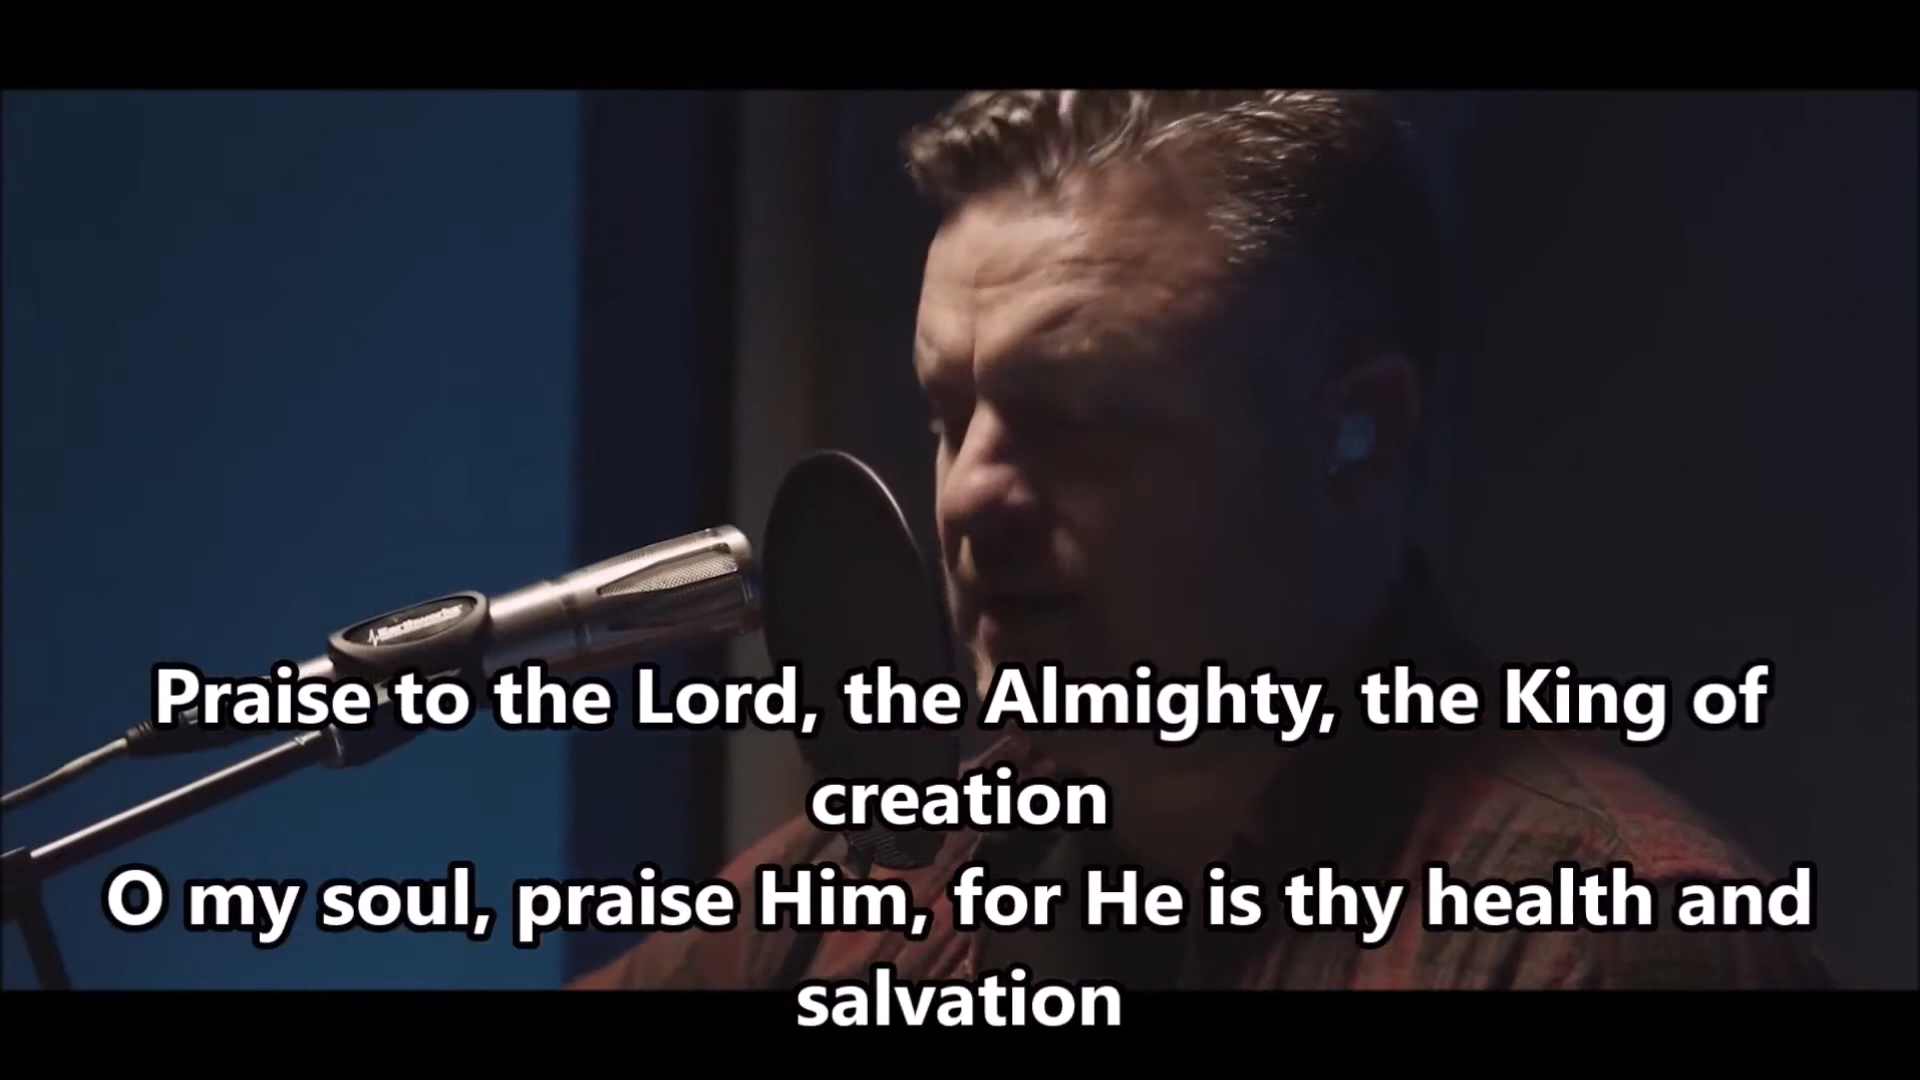 Earthworks
Praise to the Lord, the Almighty, the King of
creation
O my soul, praise Him, for He is thy health and
salvation